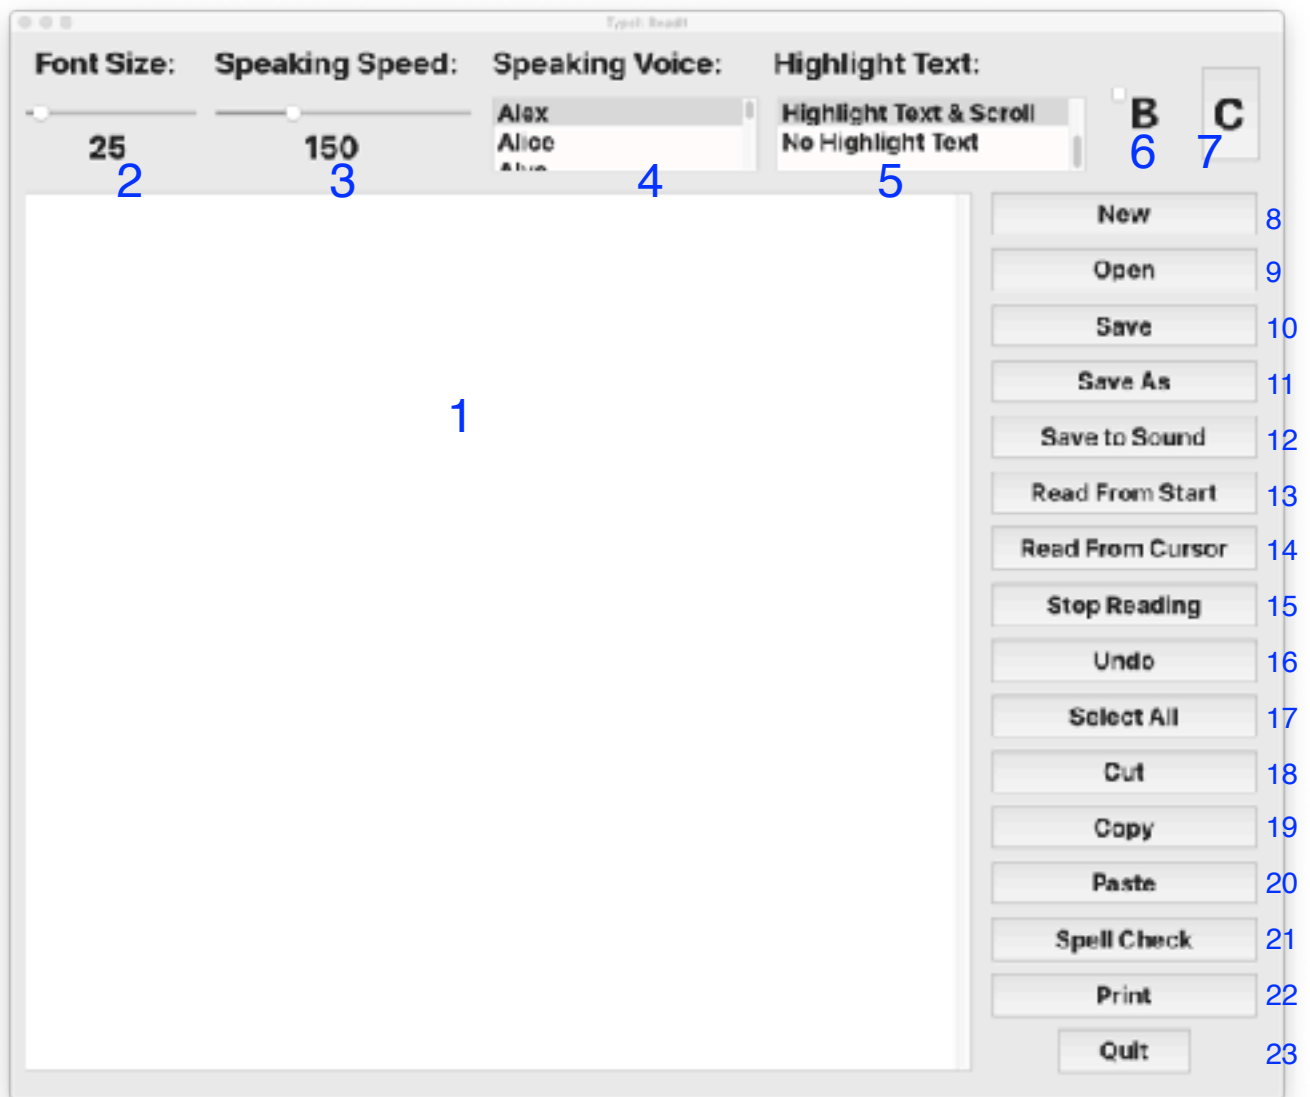 TypeIt ReadIt
Font Size: Speaking Speed: Speaking Voice: Highlight Text:
Alex Highlight Text & Scroll B C
25 150 Alice No Highlight Text 6 7
2 3 4 5
New 8
Open 9
Save 10
1
Save As 11
Save to Sound 12
Read From Start 13
Read From Cursor 14
Stop Reading 15
Undo 16
Select All 17
Cut 18
Copy 19
Paste 20
Spell Check 21
Print 22
Quit 23